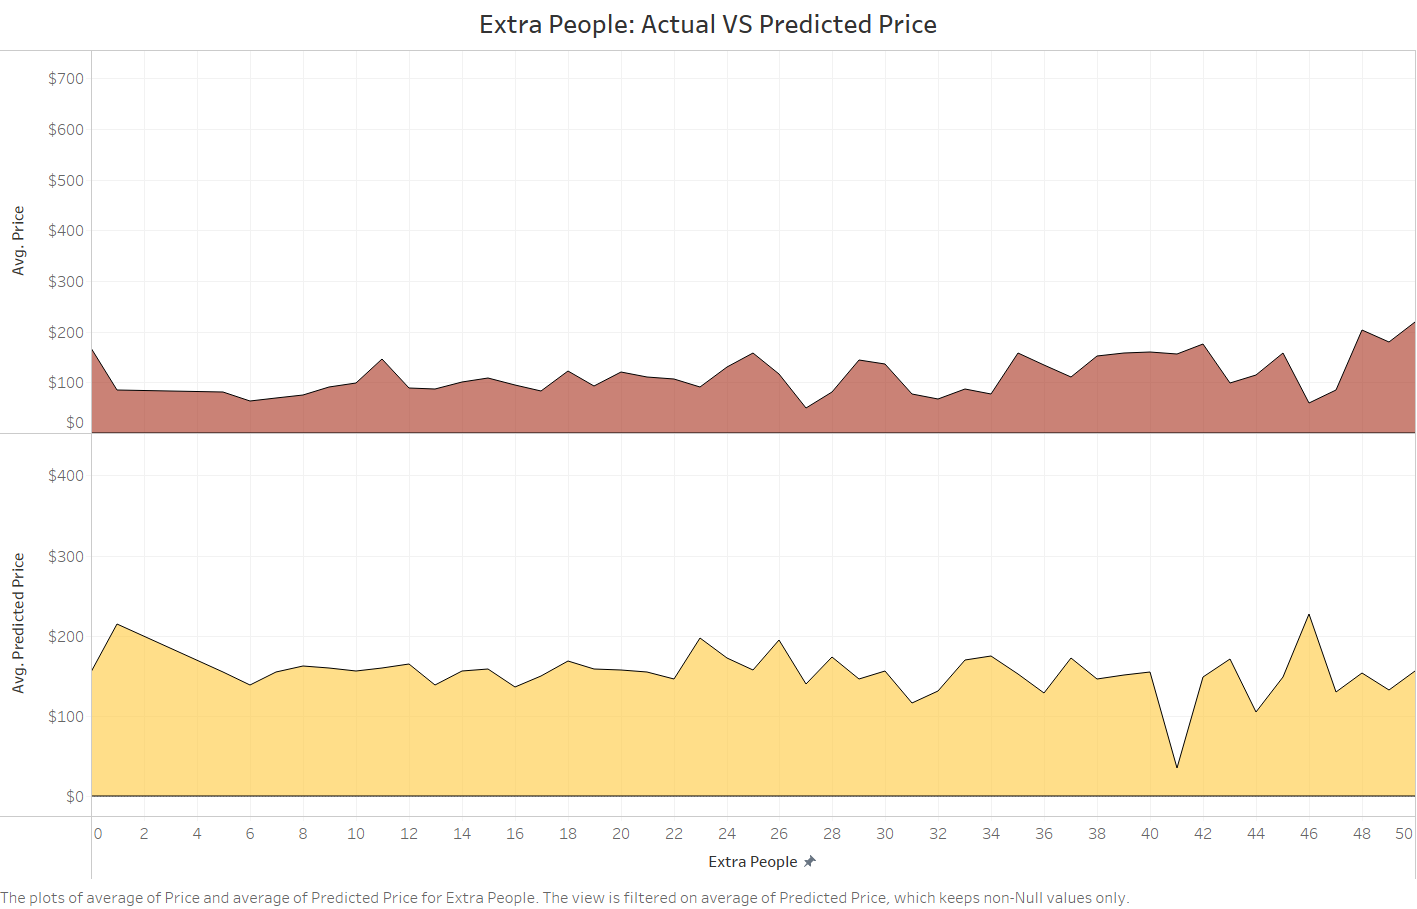 Extra People: Actual VS Predicted Price
$700
$600
$500
$400
$300
$200
$100
$0
Avg. Price
$400
$300
$200
$100
$0
Avg. Predicted Price
0 2 4 6 8 10 12 14 16 18 20 22 24 26 28 30 32 34 36 38 40 42 44 46 48 50
Extra People
The plots of average of Price and average of Predicted Price for Extra People. The view is filtered on average of Predicted Price, which keeps non-Null values only.